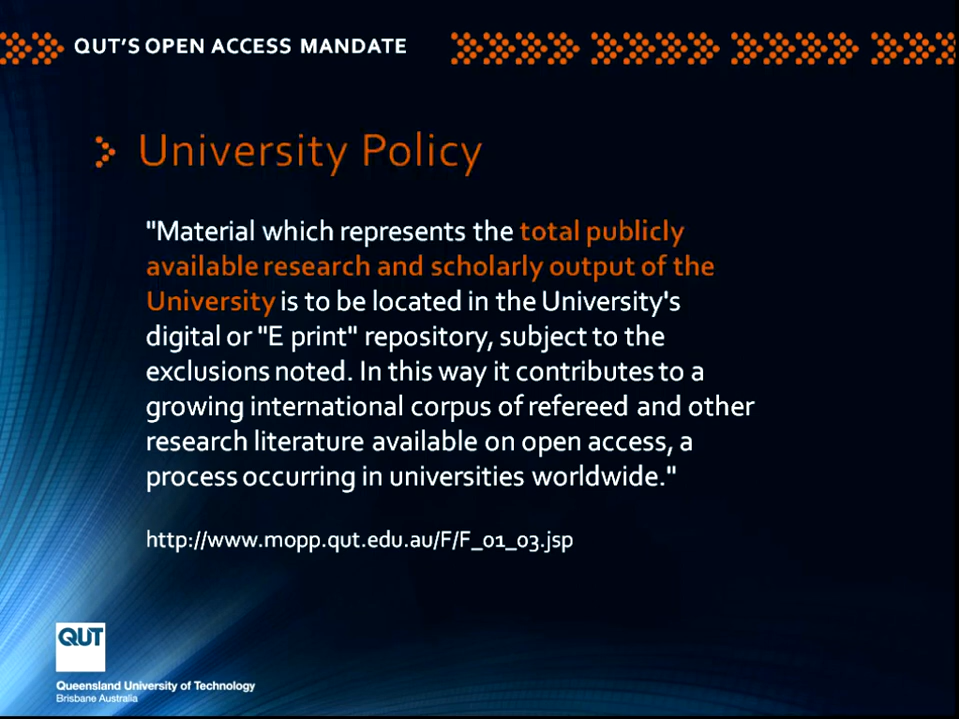 QUT'S OPEN ACCESS MANDATE
University Policy
"Material which represents the total publicly
available research and scholarly output of the
University is to be located in the University's
digital or "E print" repository, subject to the
exclusions noted. In this way it contributes to a
growing international corpus of refereed and other
research literature available on open access, a
process occurring in universities worldwide."
http://www.mopp.qut.edu.au/F/F_01_03.jsp
QUT
Queensland University of Technology
Brisbane Australia